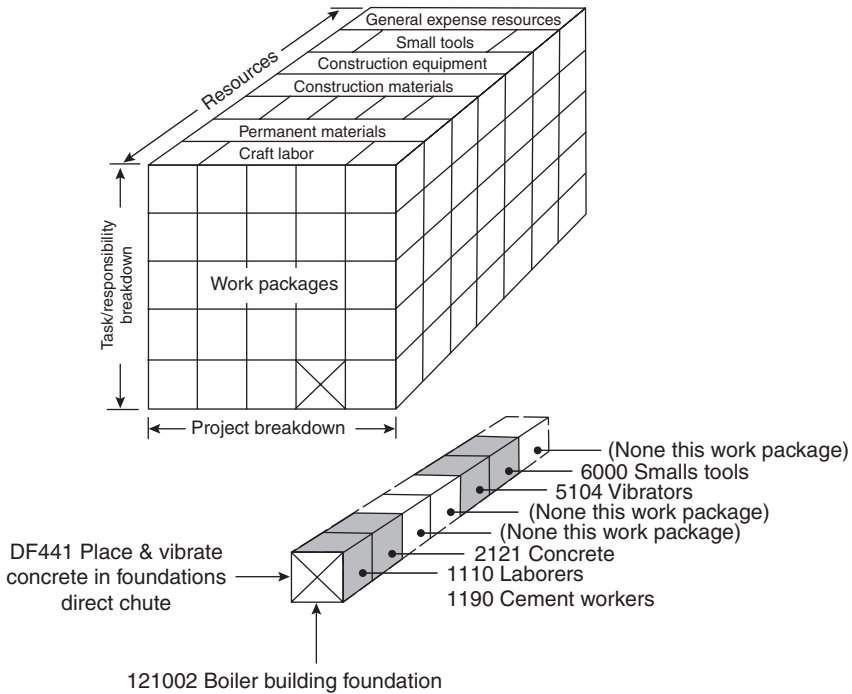 General expense resources
Small tools
Construction equipment
Construction materials
Permanent materials
Craft labor
Resources
Task/responsibility
breakdown
Work packages
Project breakdown
(None this work package)
6000 Smalls tools
5104 Vibrators
(None this work package)
(None this work package)
2121 Concrete
1110 Laborers
1190 Cement workers
DF441 Place & vibrate
concrete in foundations
direct chute
121002 Boiler building foundation